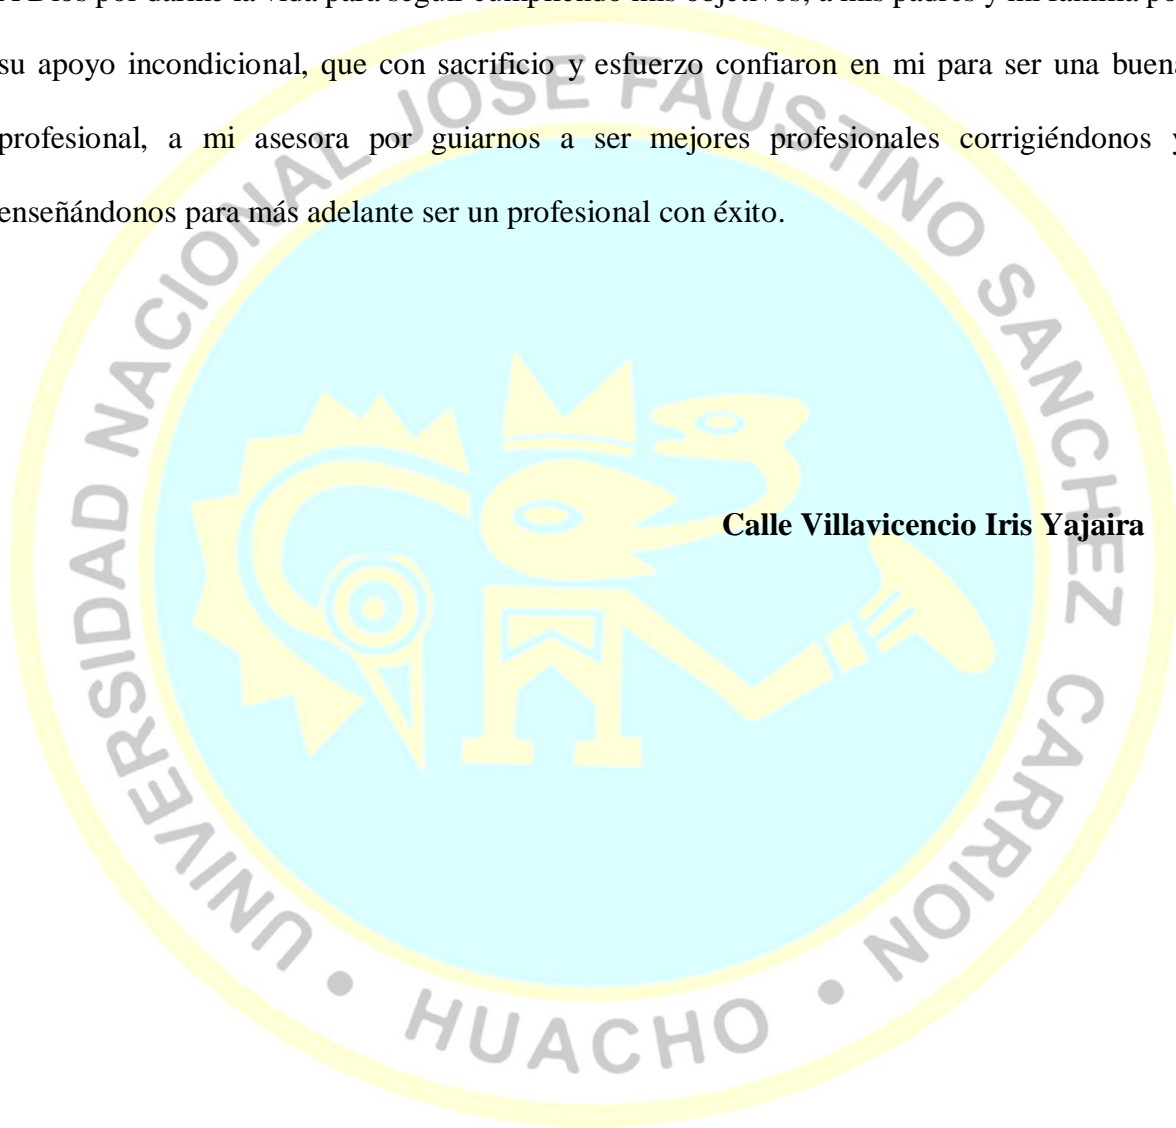 A Dios por darme la vida para seguir cumpliendo mis objetivos, a mis padres y mi familia
su apoyo incondicional, que con sacrificio y esfuerzo confiaron en mi para ser una buena
profesional, a mi asesora por guiarnos a ser mejores profesionales corrigiéndonos y
enseñándonos para más adelante ser un profesional con éxito.
Calle Villavicencio Iris Yajaira
UNIVERSIDAD NACIONAL JOSE FAUSTINO SANCHEZ CARRION
• HUACHO •